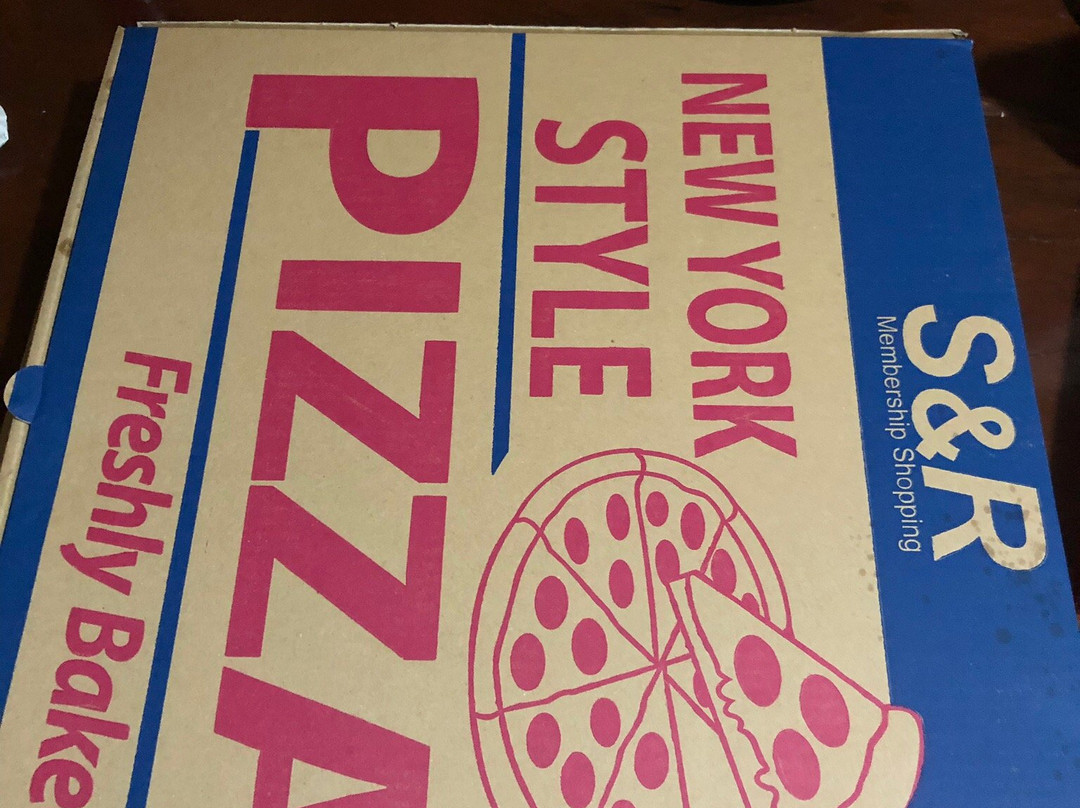 S&R
Membership Shopping
NEW YORK
STYLE
PIZZA
Freshly Bake